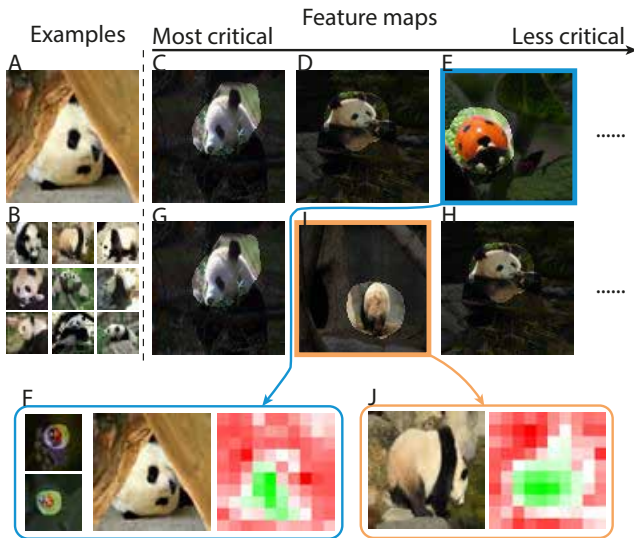 Feature maps
Examples
Most critical
Less critical
A
C
D
E
......
B
G
I
H
......
F
J